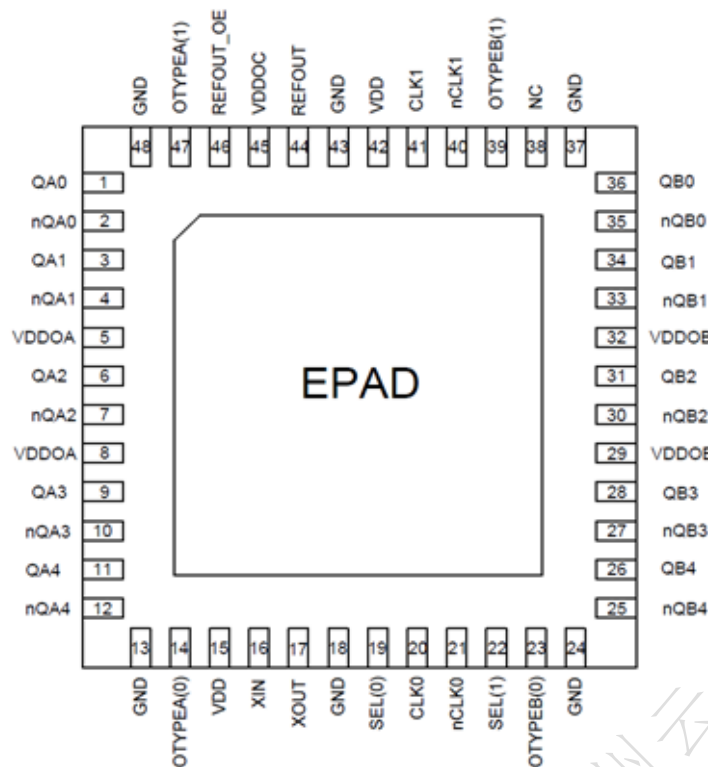 GND OTYPEA(1) REFOUT_OE VDDOC REFOUT GND VDD CLK1 nCLK1 OTYPEB(1) NC GND
48 47 46 45 44 43 42 41 40 39 38 37
QA0 1 36 QB0
nQA0 2 35 nQB0
QA1 3 34 QB1
nQA1 4 33 nQB1
VDDOA 5 32 VDDOB
QA2 6 31 QB2
EPAD
nQA2 7 30 nQB2
VDDOA 8 29 VDDOB
QA3 9 28 QB3
nQA3 10 27 nQB3
QA4 11 26 QB4
nQA4 12 25 nQB4
13 14 15 16 17 18 19 20 21 22 23 24
GND OTYPEA(0) VDD XIN XOUT GND SEL(0) CLK0 nCLK0 SEL(1) OTYPEB(0) GND
州云